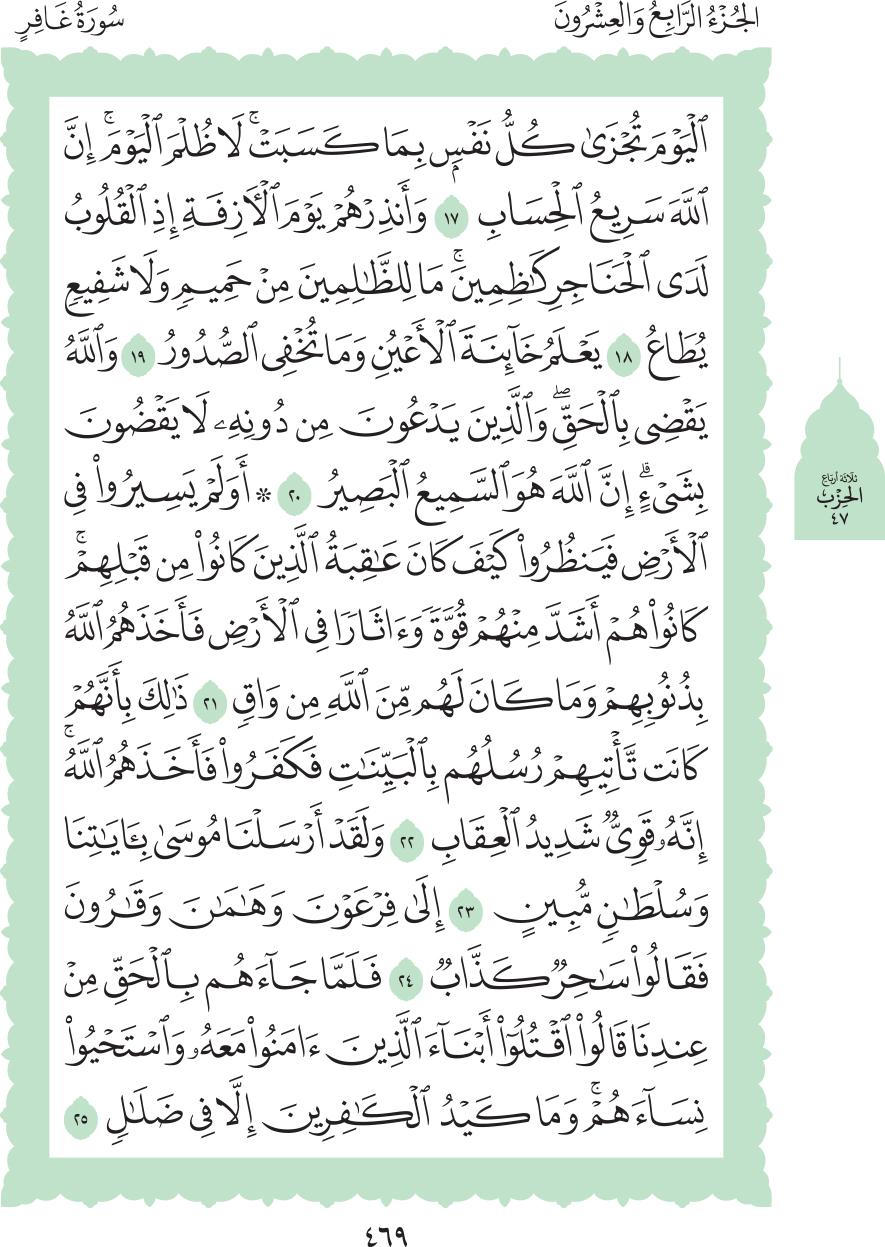 سُورَةُ غَافِرٍ الجُزْءُ الرَّابِعُ وَالْعِشْرُونَ
ٱلۡيَوۡمَ تُجۡزَىٰ كُلُّ نَفۡسِۭ بِمَا كَسَبَتۡۚ لَا ظُلۡمَ ٱلۡيَوۡمَۚ إِنَّ
ٱللَّهَ سَرِيعُ ٱلۡحِسَابِ ١٧ وَأَنذِرۡهُمۡ يَوۡمَ ٱلۡأٓزِفَةِ إِذِ ٱلۡقُلُوبُ
لَدَى ٱلۡحَنَاجِرِ كَٰظِمِينَۚ مَا لِلظَّٰلِمِينَ مِنۡ حَمِيمٖ وَلَا شَفِيعٖ
يُطَاعُ ١٨ يَعۡلَمُ خَآئِنَةَ ٱلۡأَعۡيُنِ وَمَا تُخۡفِي ٱلصُّدُورُ ١٩ وَٱللَّهُ
يَقۡضِي بِٱلۡحَقِّۖ وَٱلَّذِينَ يَدۡعُونَ مِن دُونِهِۦ لَا يَقۡضُونَ
بِشَيۡءٍۗ إِنَّ ٱللَّهَ هُوَ ٱلسَّمِيعُ ٱلۡبَصِيرُ ٢٠ * أَوَلَمۡ يَسِيرُواْ فِي
ٱلۡأَرۡضِ فَيَنظُرُواْ كَيۡفَ كَانَ عَٰقِبَةُ ٱلَّذِينَ كَانُواْ مِن قَبۡلِهِمۡۚ
كَانُواْ هُمۡ أَشَدَّ مِنۡهُمۡ قُوَّةٗ وَءَاثَارٗا فِي ٱلۡأَرۡضِ فَأَخَذَهُمُ ٱللَّهُ
بِذُنُوبِهِمۡ وَمَا كَانَ لَهُم مِّنَ ٱللَّهِ مِن وَاقٖ ٢١ ذَٰلِكَ بِأَنَّهُمۡ
كَانَت تَّأۡتِيهِمۡ رُسُلُهُم بِٱلۡبَيِّنَٰتِ فَكَفَرُواْ فَأَخَذَهُمُ ٱللَّهُۚ
إِنَّهُۥ قَوِيّٞ شَدِيدُ ٱلۡعِقَابِ ٢٢ وَلَقَدۡ أَرۡسَلۡنَا مُوسَىٰ بِـَٔايَٰتِنَا
وَسُلۡطَٰنٖ مُّبِينٍ ٢٣ إِلَىٰ فِرۡعَوۡنَ وَهَٰمَٰنَ وَقَٰرُونَ
فَقَالُواْ سَٰحِرٞ كَذَّابٞ ٢٤ فَلَمَّا جَآءَهُم بِٱلۡحَقِّ مِنۡ
عِندِنَا قَالُواْ ٱقۡتُلُوٓاْ أَبۡنَآءَ ٱلَّذِينَ ءَامَنُواْ مَعَهُۥ وَٱسۡتَحۡيُواْ
نِسَآءَهُمۡۚ وَمَا كَيۡدُ ٱلۡكَٰفِرِينَ إِلَّا فِي ضَلَٰلٖ ٢٥
ثلاثة أرباع
الحِزْب
٤٧
٤٦٩